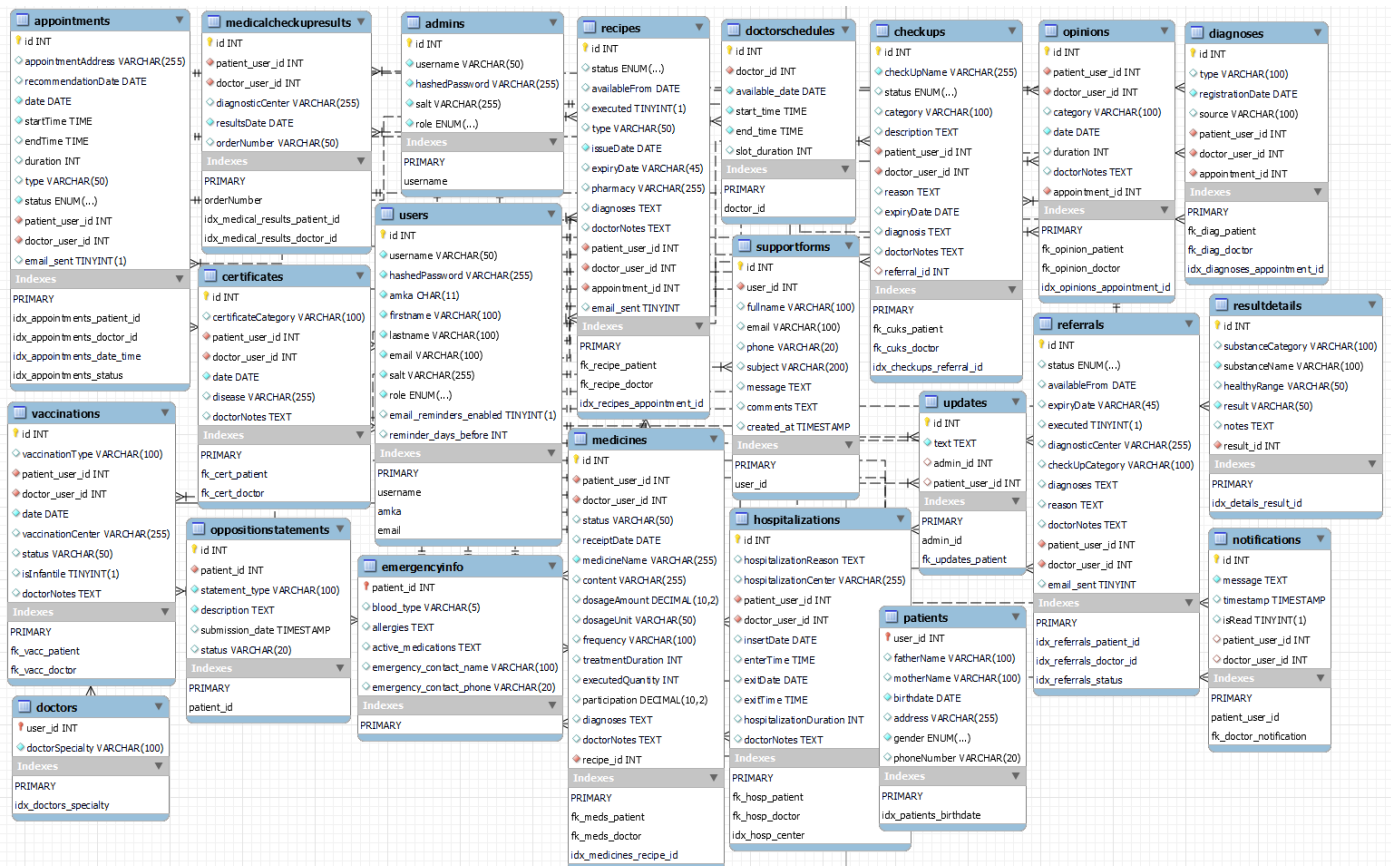 appointments
id INT
appointmentAddress VARCHAR(255)
recommendationDate DATE
date DATE
startTime TIME
endTime TIME
duration INT
type VARCHAR(50)
status ENUM(...)
patient_user_id INT
doctor_user_id INT
email_sent TINYINT(1)
Indexes
PRIMARY
idx_appointments_patient_id
idx_appointments_doctor_id
idx_appointments_date_time
idx_appointments_status
vaccinations
id INT
vaccinationType VARCHAR(100)
patient_user_id INT
doctor_user_id INT
date DATE
vaccinationCenter VARCHAR(255)
status VARCHAR(50)
isInfantile TINYINT(1)
doctorNotes TEXT
Indexes
PRIMARY
fk_vacc_patient
fk_vacc_doctor
doctors
user_id INT
doctorSpecialty VARCHAR(100)
Indexes
PRIMARY
idx_doctors_specialty
medicalcheckupresults
id INT
patient_user_id INT
doctor_user_id INT
diagnosticCenter VARCHAR(255)
resultsDate DATE
orderNumber VARCHAR(50)
Indexes
PRIMARY
orderNumber
idx_medical_results_patient_id
idx_medical_results_doctor_id
certificates
id INT
certificateCategory VARCHAR(100)
patient_user_id INT
doctor_user_id INT
date DATE
disease VARCHAR(255)
doctorNotes TEXT
Indexes
PRIMARY
fk_cert_patient
fk_cert_doctor
oppositionstatements
id INT
patient_id INT
statement_type VARCHAR(100)
description TEXT
submission_date TIMESTAMP
status VARCHAR(20)
Indexes
PRIMARY
patient_id
admins
id INT
username VARCHAR(50)
hashedPassword VARCHAR(255)
salt VARCHAR(255)
role ENUM(...)
Indexes
PRIMARY
username
users
id INT
username VARCHAR(50)
hashedPassword VARCHAR(255)
amka CHAR(11)
firstname VARCHAR(100)
lastname VARCHAR(100)
email VARCHAR(100)
salt VARCHAR(255)
role ENUM(...)
email_reminders_enabled TINYINT(1)
reminder_days_before INT
Indexes
PRIMARY
username
amka
email
emergencyinfo
patient_id INT
blood_type VARCHAR(5)
allergies TEXT
active_medications TEXT
emergency_contact_name VARCHAR(100)
emergency_contact_phone VARCHAR(20)
Indexes
PRIMARY
recipes
id INT
status ENUM(...)
availableFrom DATE
executed TINYINT(1)
type VARCHAR(50)
issueDate DATE
expiryDate VARCHAR(45)
pharmacy VARCHAR(255)
diagnoses TEXT
doctorNotes TEXT
patient_user_id INT
doctor_user_id INT
appointment_id INT
email_sent TINYINT
Indexes
PRIMARY
fk_recipe_patient
fk_recipe_doctor
idx_recipes_appointment_id
medicines
id INT
patient_user_id INT
doctor_user_id INT
status VARCHAR(50)
receiptDate DATE
medicineName VARCHAR(255)
content VARCHAR(255)
dosageAmount DECIMAL(10,2)
dosageUnit VARCHAR(50)
frequency VARCHAR(100)
treatmentDuration INT
executedQuantity INT
participation DECIMAL(10,2)
diagnoses TEXT
doctorNotes TEXT
recipe_id INT
Indexes
PRIMARY
fk_meds_patient
fk_meds_doctor
idx_medicines_recipe_id
doctorschedules
id INT
doctor_id INT
available_date DATE
start_time TIME
end_time TIME
slot_duration INT
Indexes
PRIMARY
doctor_id
supportforms
id INT
user_id INT
fullname VARCHAR(100)
email VARCHAR(100)
phone VARCHAR(20)
subject VARCHAR(200)
message TEXT
comments TEXT
created_at TIMESTAMP
Indexes
PRIMARY
user_id
hospitalizations
id INT
hospitalizationReason TEXT
hospitalizationCenter VARCHAR(255)
patient_user_id INT
doctor_user_id INT
insertDate DATE
enterTime TIME
exitDate DATE
exitTime TIME
hospitalizationDuration INT
doctorNotes TEXT
Indexes
PRIMARY
fk_hosp_patient
fk_hosp_doctor
idx_hosp_center
checkups
id INT
checkUpName VARCHAR(255)
status ENUM(...)
category VARCHAR(100)
description TEXT
patient_user_id INT
doctor_user_id INT
reason TEXT
expiryDate DATE
diagnosis TEXT
doctorNotes TEXT
referral_id INT
Indexes
PRIMARY
fk_cuks_patient
fk_cuks_doctor
idx_checkups_referral_id
updates
id INT
text TEXT
admin_id INT
patient_user_id INT
Indexes
PRIMARY
admin_id
fk_updates_patient
patients
user_id INT
fatherName VARCHAR(100)
motherName VARCHAR(100)
birthdate DATE
address VARCHAR(255)
gender ENUM(...)
phoneNumber VARCHAR(20)
Indexes
PRIMARY
idx_patients_birthdate
opinions
id INT
patient_user_id INT
doctor_user_id INT
category VARCHAR(100)
date DATE
duration INT
doctorNotes TEXT
appointment_id INT
Indexes
PRIMARY
fk_opinion_patient
fk_opinion_doctor
idx_opinions_appointment_id
referrals
id INT
status ENUM(...)
availableFrom DATE
expiryDate VARCHAR(45)
executed TINYINT(1)
diagnosticCenter VARCHAR(255)
checkUpCategory VARCHAR(100)
diagnoses TEXT
reason TEXT
doctorNotes TEXT
patient_user_id INT
doctor_user_id INT
email_sent TINYINT
Indexes
PRIMARY
idx_referrals_patient_id
idx_referrals_doctor_id
idx_referrals_status
diagnoses
id INT
type VARCHAR(100)
registrationDate DATE
source VARCHAR(100)
patient_user_id INT
doctor_user_id INT
appointment_id INT
Indexes
PRIMARY
fk_diag_patient
fk_diag_doctor
idx_diagnoses_appointment_id
resultdetails
id INT
substanceCategory VARCHAR(100)
substanceName VARCHAR(100)
healthyRange VARCHAR(50)
result VARCHAR(50)
notes TEXT
result_id INT
Indexes
PRIMARY
idx_details_result_id
notifications
id INT
message TEXT
timestamp TIMESTAMP
isRead TINYINT(1)
patient_user_id INT
doctor_user_id INT
Indexes
PRIMARY
patient_user_id
fk_doctor_notification